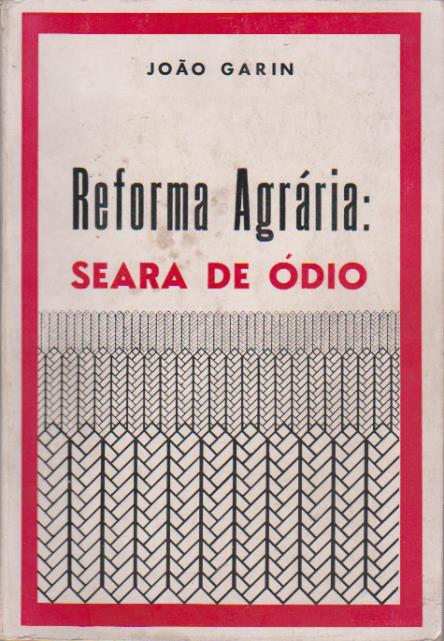 JOÃO GARIN
Reforma Agrária:
SEARA DE ÓDIO